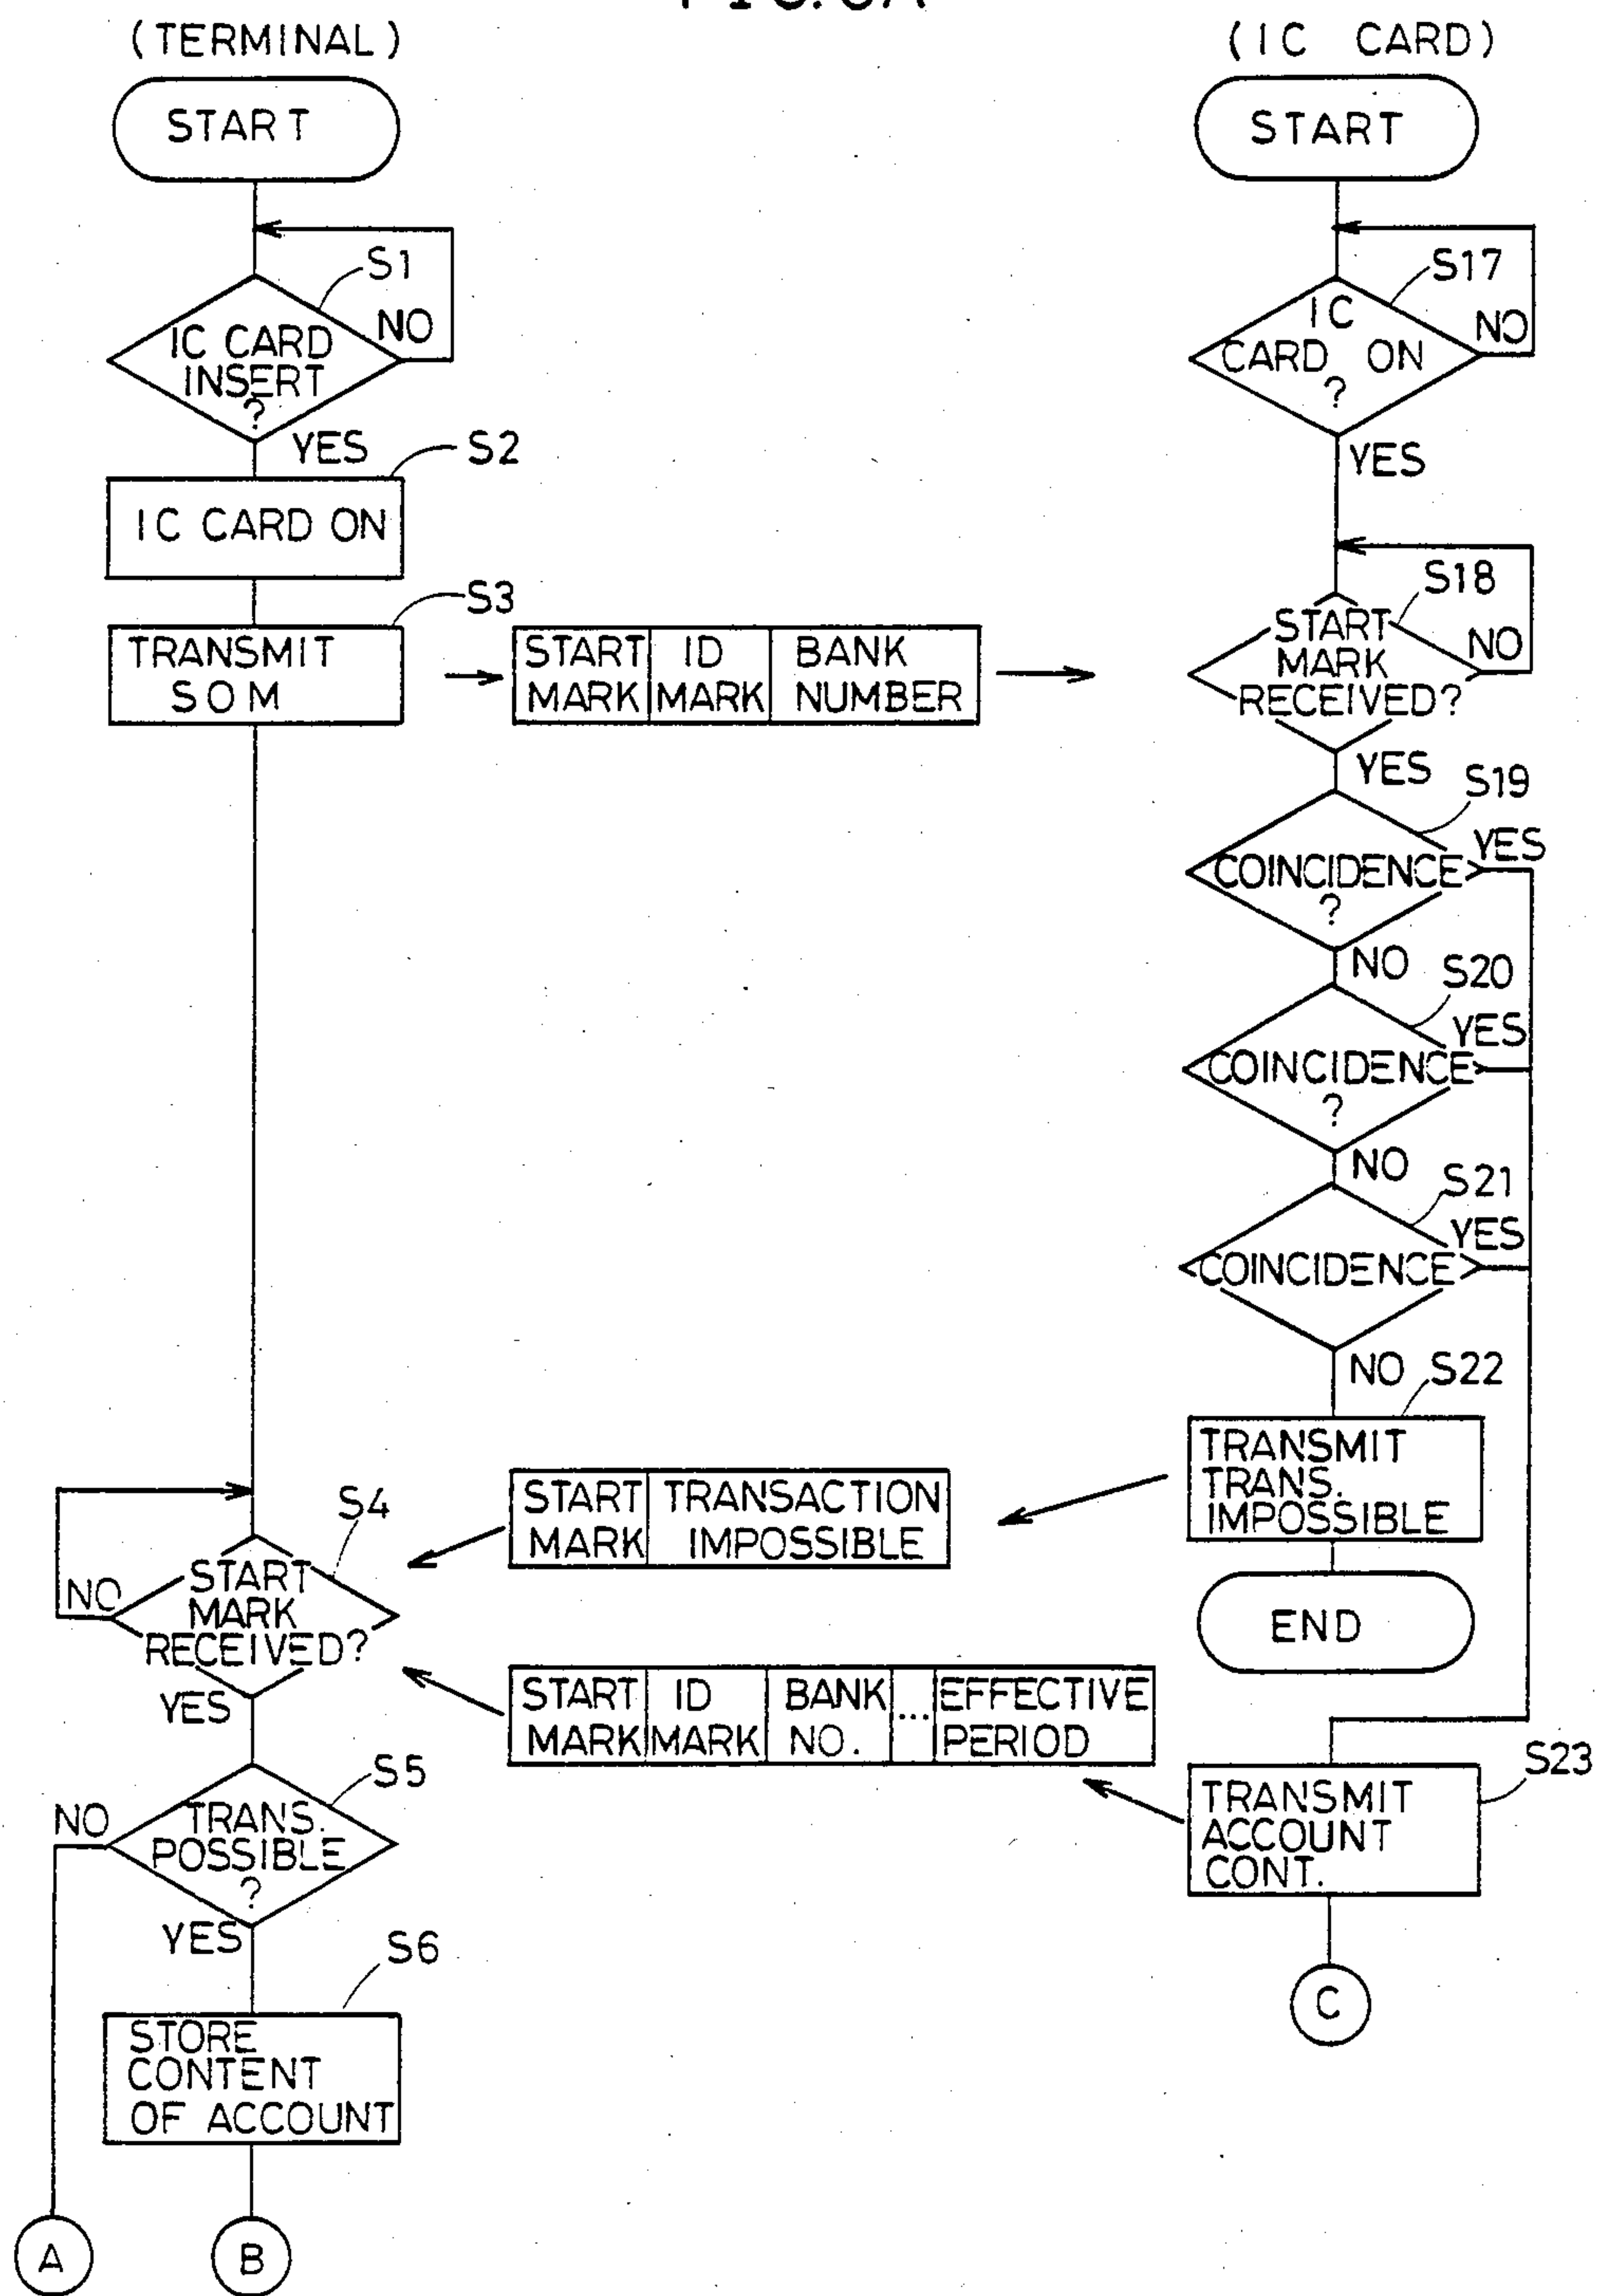 (TERMINAL)
START
S1
IC CARD
INSERT
?
NO
YES
S2
IC CARD ON
S3
TRANSMIT
SOM
START
MARK
ID
MARK
BANK
NUMBER
S4
START
MARK
RECEIVED?
NO
YES
START
MARK
TRANSACTION
IMPOSSIBLE
START
MARK
ID
MARK
BANK
NO.
...
EFFECTIVE
PERIOD
S5
TRANS.
POSSIBLE
?
NO
YES
S6
STORE
CONTENT
OF ACCOUNT
A
B
(IC CARD)
START
S17
IC
CARD ON
?
NO
YES
S18
START
MARK
RECEIVED?
NO
YES
S19
COINCIDENCE
?
YES
NO
S20
COINCIDENCE
?
YES
NO
S21
COINCIDENCE
YES
NO
S22
TRANSMIT
TRANS.
IMPOSSIBLE
END
S23
TRANSMIT
ACCOUNT
CONT.
C